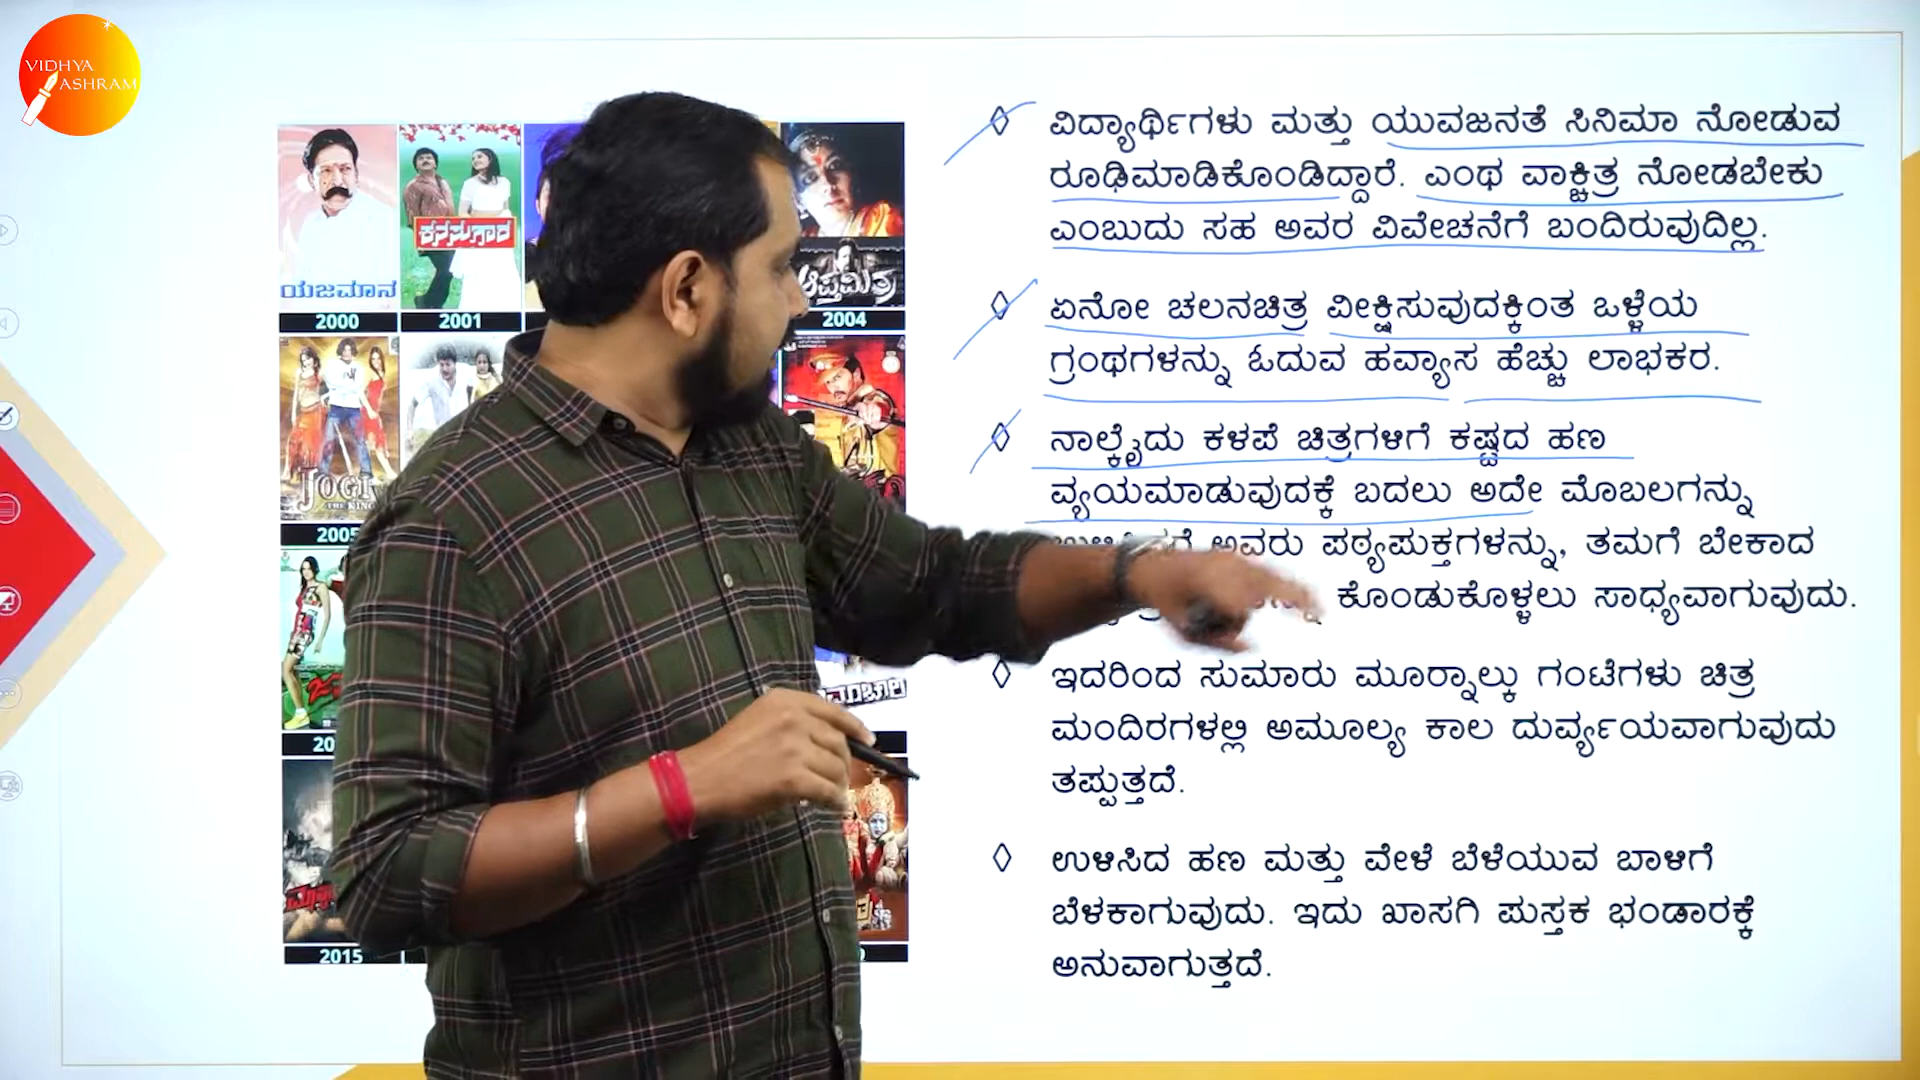 VIDHYA
ASHRAM
ಯಜಮಾನ
2000
ಕನಸುಗಾರ
2001
ಆಪ್ತಮಿತ್ರ
2004
JOGI
THE KING
2005
2015
ವಿದ್ಯಾರ್ಥಿಗಳು ಮತ್ತು ಯುವಜನತೆ ಸಿನಿಮಾ ನೋಡುವ
ರೂಢಿಮಾಡಿಕೊಂಡಿದ್ದಾರೆ. ಎಂಥ ವಾಕ್ಚಿತ್ರ ನೋಡಬೇಕು
ಎಂಬುದು ಸಹ ಅವರ ವಿವೇಚನೆಗೆ ಬಂದಿರುವುದಿಲ್ಲ.
ಏನೋ ಚಲನಚಿತ್ರ ವೀಕ್ಷಿಸುವುದಕ್ಕಿಂತ ಒಳ್ಳೆಯ
ಗ್ರಂಥಗಳನ್ನು ಓದುವ ಹವ್ಯಾಸ ಹೆಚ್ಚು ಲಾಭಕರ.
ನಾಲ್ಕೈದು ಕಳಪೆ ಚಿತ್ರಗಳಿಗೆ ಕಷ್ಟದ ಹಣ
ವ್ಯಯಮಾಡುವುದಕ್ಕೆ ಬದಲು ಅದೇ ಮೊಬಲಗನ್ನು
ಅವರು ಪಠ್ಯಪುಕ್ತಗಳನ್ನು, ತಮಗೆ ಬೇಕಾದ
ಕೊಂಡುಕೊಳ್ಳಲು ಸಾಧ್ಯವಾಗುವುದು.
ಇದರಿಂದ ಸುಮಾರು ಮೂರ್ನಾಲ್ಕು ಗಂಟೆಗಳು ಚಿತ್ರ
ಮಂದಿರಗಳಲ್ಲಿ ಅಮೂಲ್ಯ ಕಾಲ ದುರ್ವ್ಯಯವಾಗುವುದು
ತಪ್ಪುತ್ತದೆ.
ಉಳಿಸಿದ ಹಣ ಮತ್ತು ವೇಳೆ ಬೆಳೆಯುವ ಬಾಳಿಗೆ
ಬೆಳಕಾಗುವುದು. ಇದು ಖಾಸಗಿ ಪುಸ್ತಕ ಭಂಡಾರಕ್ಕೆ
ಅನುವಾಗುತ್ತದೆ.